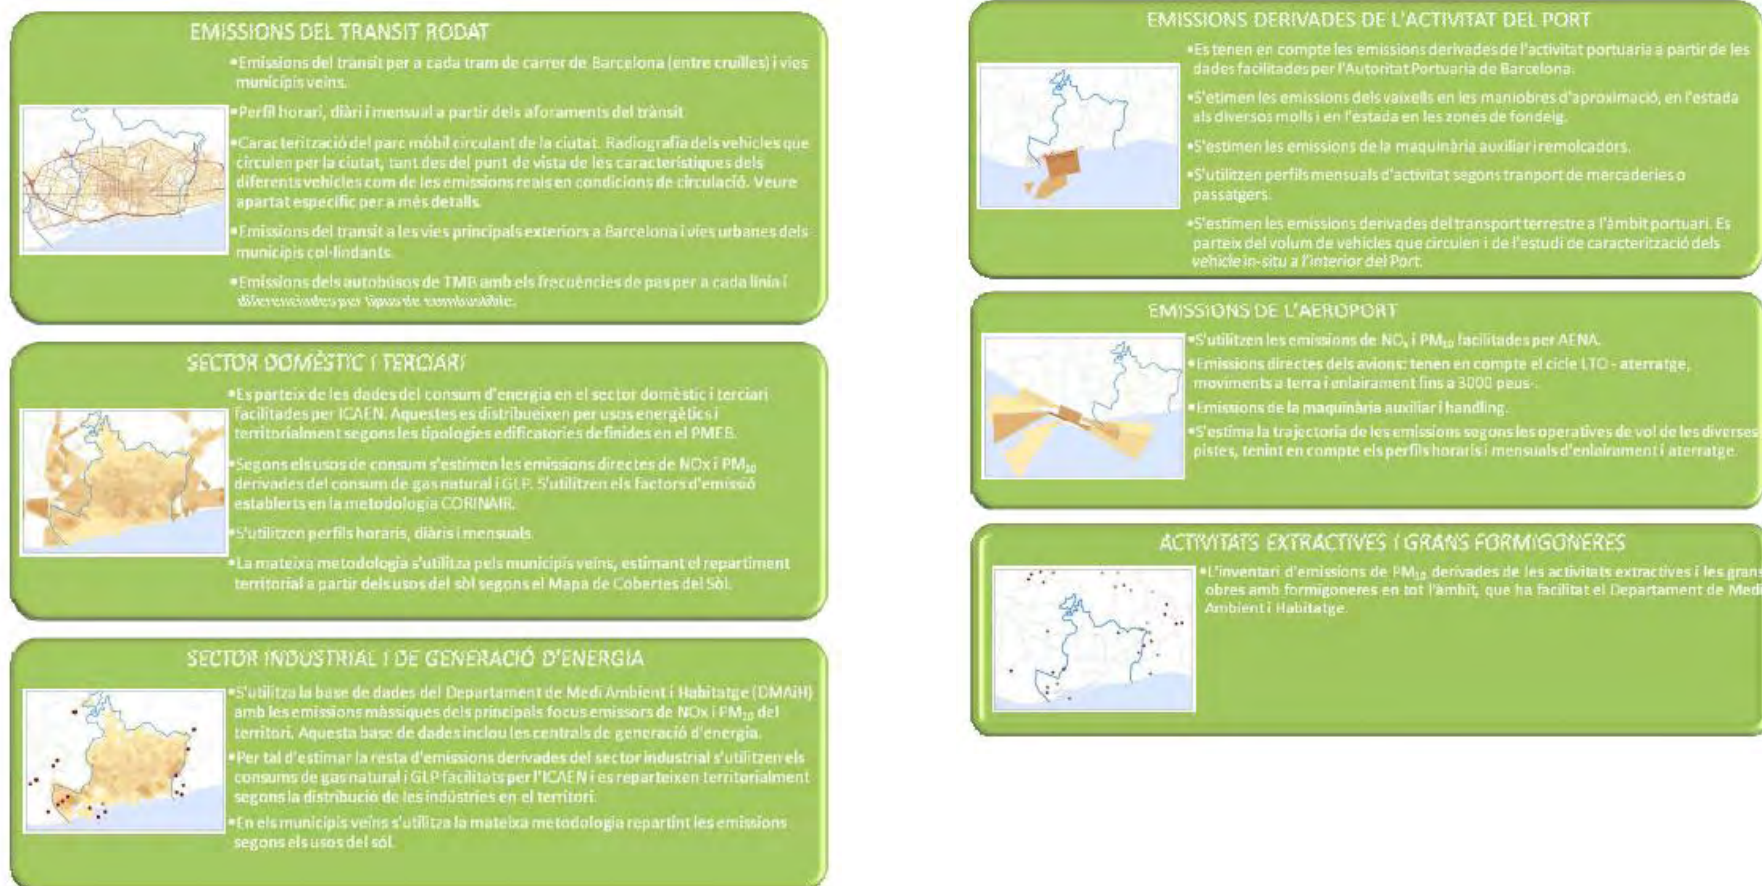 EMISSIONS DEL TRANSIT RODAT
•Emissions del transit per a cada tram de carrer de Barcelona (entre cruïlles) i vies
municipis veins.
•Perfil horari, diàri i mensual a partir dels aforaments del trànsit
•Caracterització del parc mòbil circulant de la ciutat. Radiografia dels vehicles que
circulen per la ciutat, tant des del punt de vista de les característiques dels
diferents vehicles com de les emissions reals en condicions de circulació. Veure
apartat específic per a més detalls.
•Emissions del transit a les vies principals exteriors a Barcelona i vies urbanes dels
municipis col·lindants.
•Emissions dels autobúsos de TMB amb els freqüències de pas per a cada línia i
diferenciades per tipus de combustible.
SECTOR DOMÈSTIC I TERCIARI
•Es parteix de les dades del consum d'energia en el sector domèstic i terciari
facilitades per ICAEN. Aquestes es distribueixen per usos energètics i
territorialment segons les tipologies edificatories definides en el PMEB.
•Segons els usos de consum s'estimen les emissions directes de NOx i PM10
derivades del consum de gas natural i GLP. S'utilitzen els factors d'emissió
establerts en la metodologia CORINAIR.
•S'utilitzen perfils horaris, diàris i mensuals.
•La mateixa metodologia s'utilitza pels municipis veins, estimant el repartiment
territorial a partir dels usos del sòl segons el Mapa de Cobertes del Sòl.
SECTOR INDUSTRIAL I DE GENERACIÓ D'ENERGIA
•S'utilitza la base de dades del Departament de Medi Ambient i Habitatge (DMAiH)
amb les emissions màssiques dels principals focus emissors de NOx i PM10 del
territori. Aquesta base de dades inclou les centrals de generació d'energia.
•Per tal d'estimar la resta d'emissions derivades del sector industrial s'utilitzen els
consums de gas natural i GLP facilitats per l'ICAEN i es reparteixen territorialment
segons la distribució de les indústries en el territori.
•En els municipis veïns s'utilitza la mateixa metodologia repartint les emissions
segons els usos del sòl.
EMISSIONS DERIVADES DE L'ACTIVITAT DEL PORT
•Es tenen en compte les emissions derivades de l'activitat portuaria a partir de les
dades facilitades per l'Autoritat Portuaria de Barcelona.
•S'etimen les emissions dels vaixells en les maniobres d'aproximació, en l'estada
als diversos molls i en l'estada en les zones de fondeig.
•S'estimen les emissions de la maquinària auxiliar i remolcadors.
•S'utilitzen perfils mensuals d'activitat segons tranport de mercaderies o
passatgers.
•S'estimen les emissions derivades del transport terrestre a l'àmbit portuari. Es
parteix del volum de vehicles que circulen i de l'estudi de caracterització dels
vehicle in-situ a l'interior del Port.
EMISSIONS DE L'AEROPORT
•S'utilitzen les emissions de NOx i PM10 facilitades per AENA.
•Emissions directes dels avions: tenen en compte el cicle LTO - aterratge,
moviments a terra i enlairament fins a 3000 peus-.
•Emissions de la maquinària auxiliar i handling.
•S'estima la trajectoria de les emissions segons les operatives de vol de les diverses
pistes, tenint en compte els perfils horaris i mensuals d'enlairament i aterratge.
ACTIVITATS EXTRACTIVES I GRANS FORMIGONERES
•L'inventari d'emissions de PM10 derivades de les activitats extractives i les grans
obres amb formigoneres en tot l'àmbit, que ha facilitat el Departament de Medi
Ambient i Habitatge.